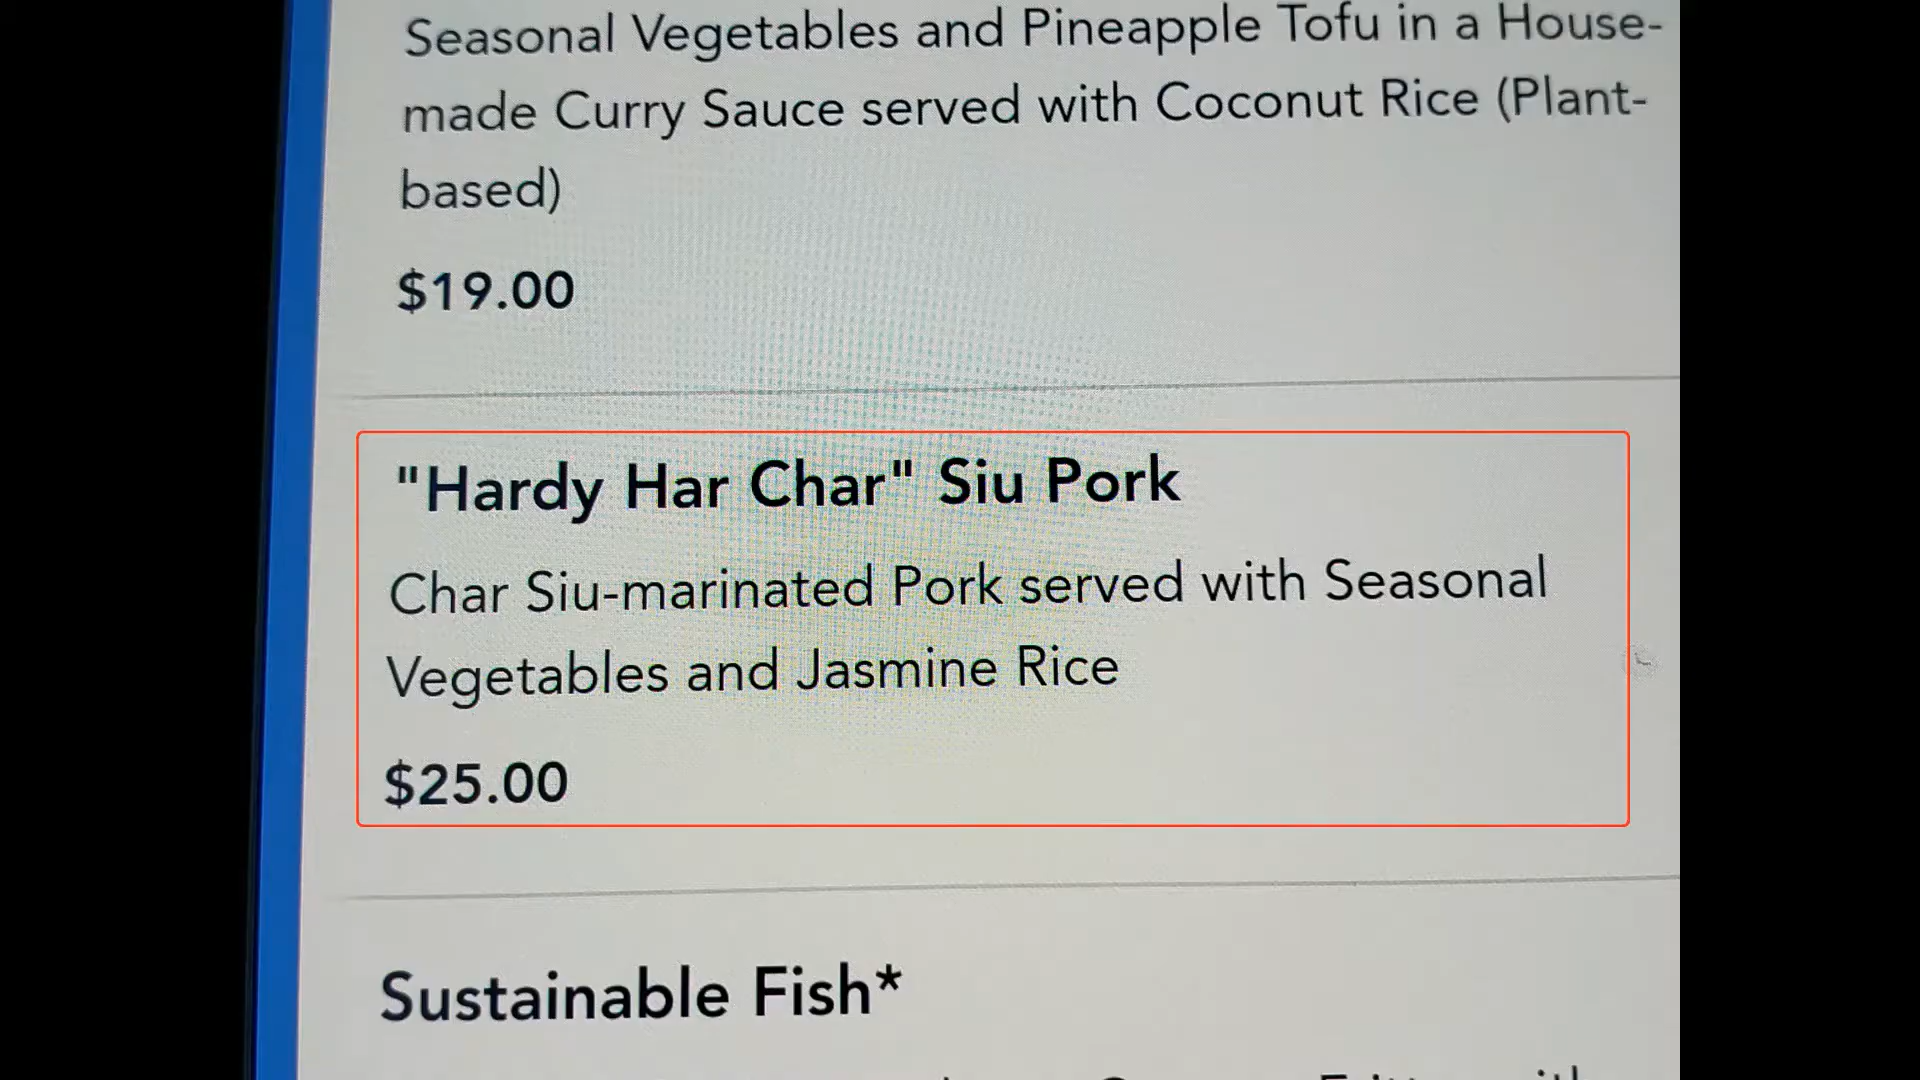 Seasonal Vegetables and Pineapple Tofu in a House-
made Curry Sauce served with Coconut Rice (Plant-
based)
$19.00
"Hardy Har Char" Siu Pork
Char Siu-marinated Pork served with Seasonal
Vegetables and Jasmine Rice
$25.00
Sustainable Fish*